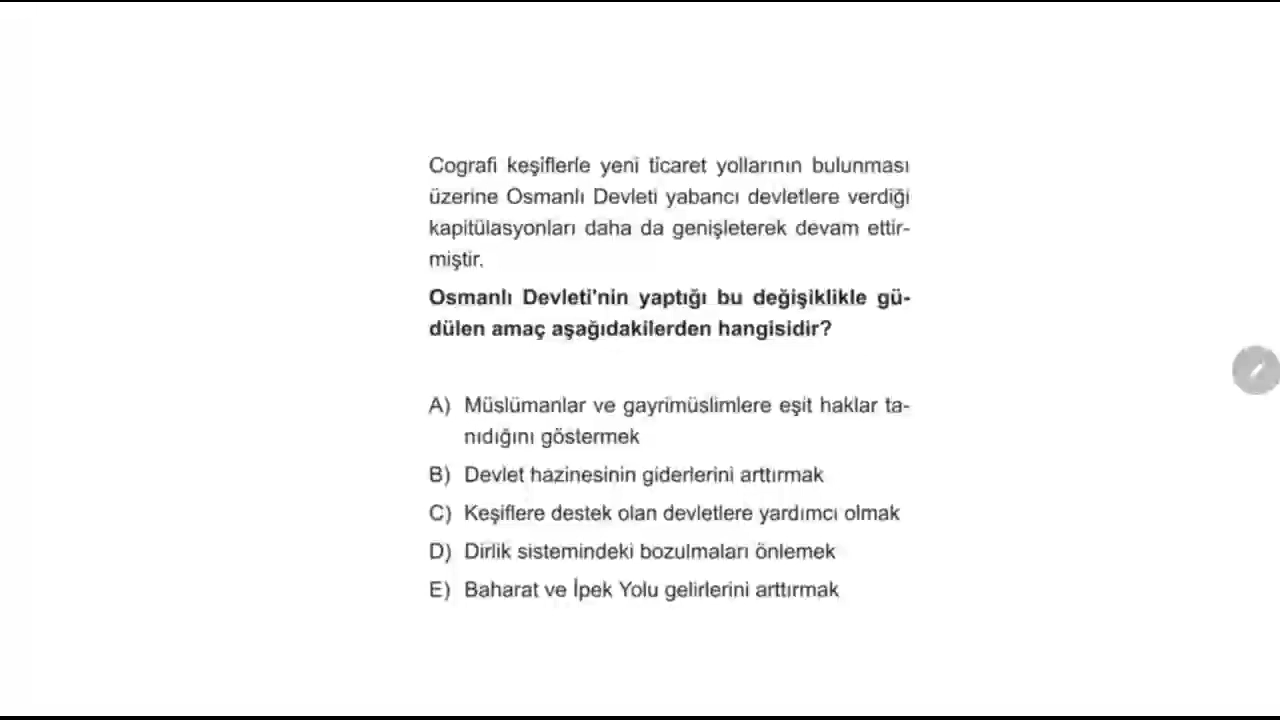 Cografi keşiflerle yeni ticaret yollarının bulunması
üzerine Osmanlı Devleti yabancı devletlere verdiği
kapitülasyonları daha da genişleterek devam ettir-
miştir.
Osmanlı Devleti'nin yaptığı bu değişiklikle gü-
dülen amaç aşağıdakilerden hangisidir?
A) Müslümanlar ve gayrimüslimlere eşit haklar ta-
nıdığını göstermek
B) Devlet hazinesinin giderlerini arttırmak
C) Keşiflere destek olan devletlere yardımcı olmak
D) Dirlik sistemindeki bozulmaları önlemek
E) Baharat ve İpek Yolu gelirlerini arttırmak